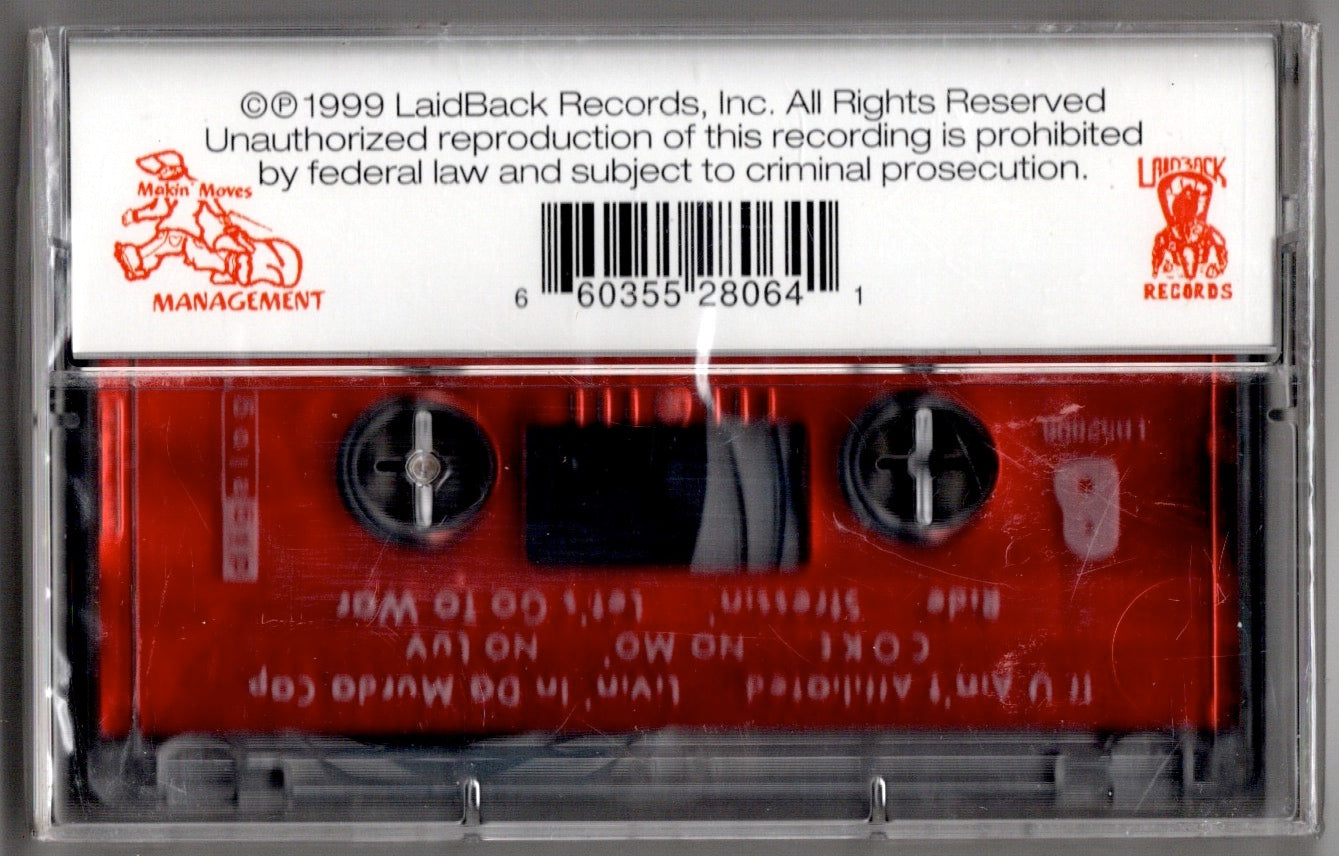 ©℗1999 LaidBack Records, Inc. All Rights Reserved
Unauthorized reproduction of this recording is prohibited
by federal law and subject to criminal prosecution.
Makin' Moves
MANAGEMENT
LAIDBACK
RECORDS
6 60355 28064 1
If U Ain't Affiliated Livin' In Da Murda Cap
No Mo' No Luv
Ride Stressin' Let's Go To War